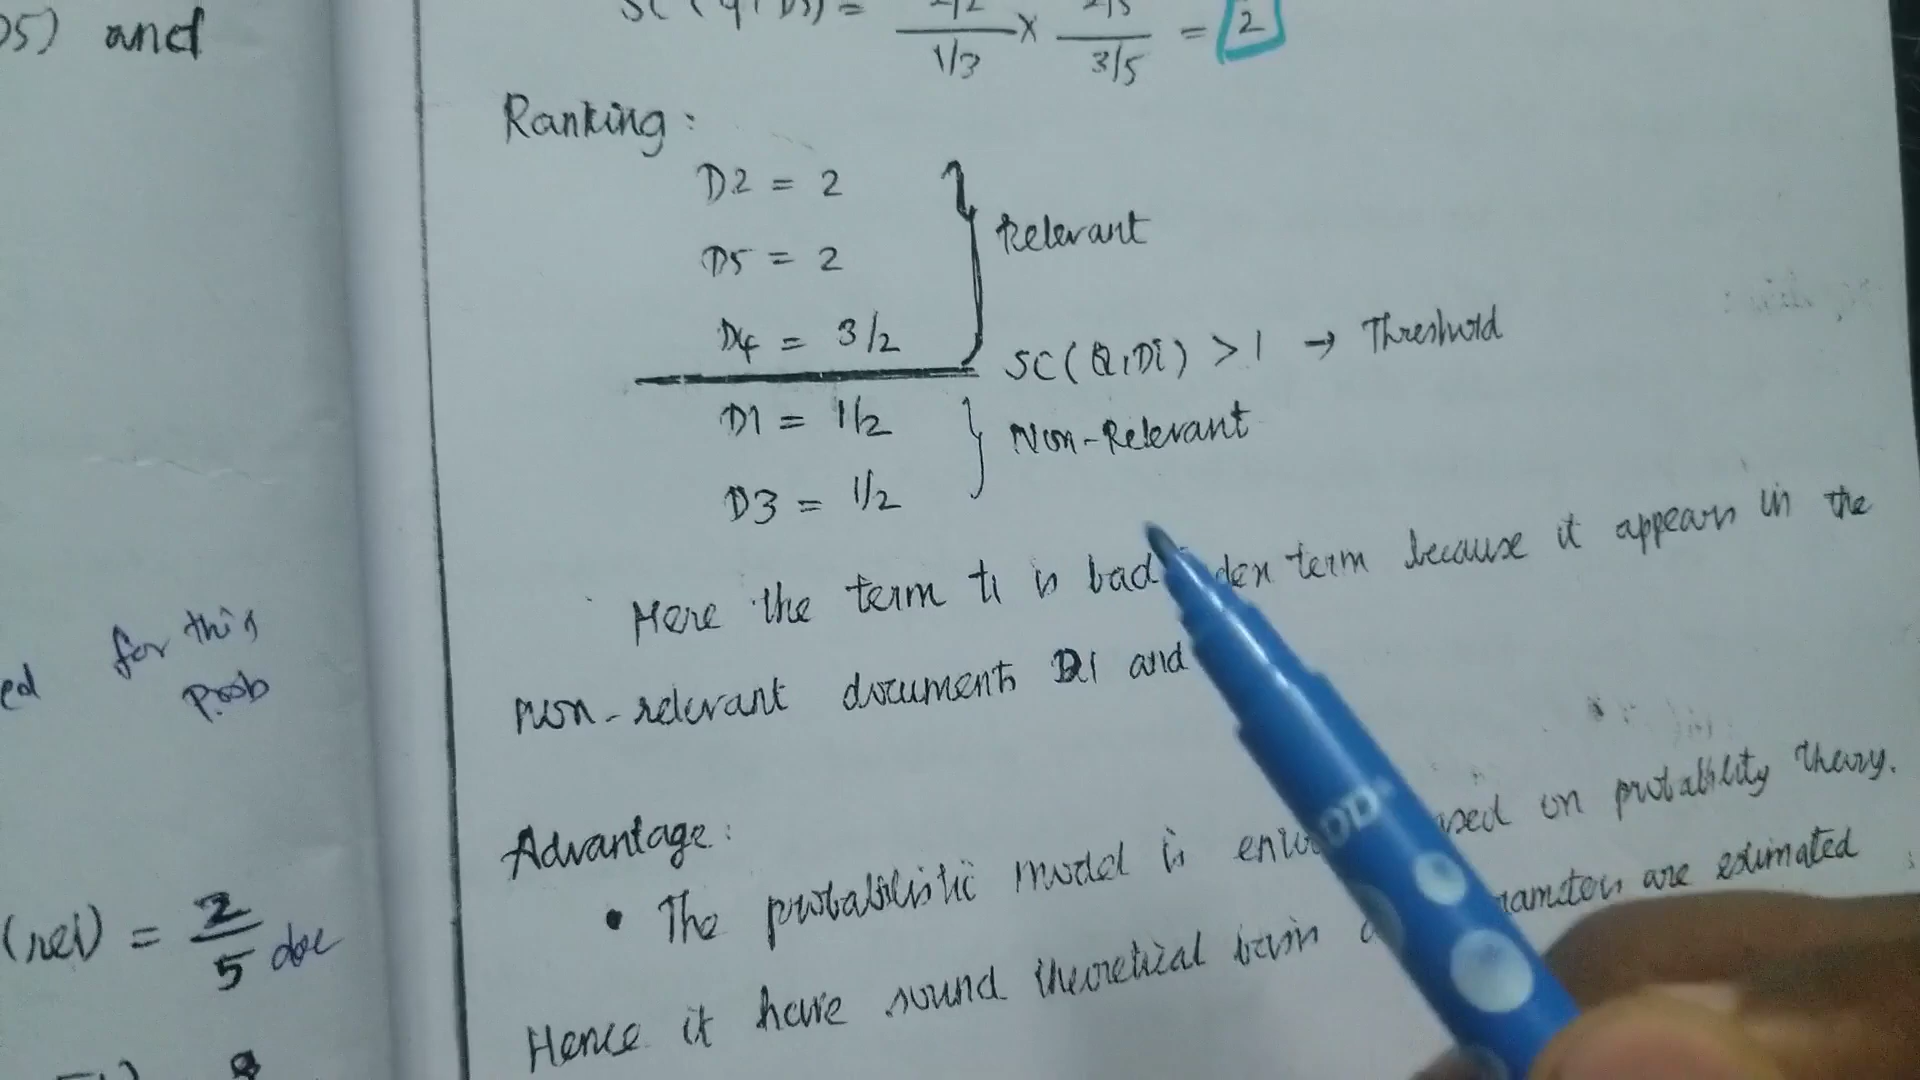 D5) and
for this
prob
(rel) = 2/5 doc
1/3 × 3/5 = 2
Ranking:
D2 = 2
D5 = 2
Relevant
D4 = 3/2
SC(Q,Di) > 1 → Threshold
D1 = 1/2
Non-Relevant
D3 = 1/2
Here the term t1 is bad term because it appears in the
non-relevant documents D1 and
Advantage:
• The probabilistic model is on probability theory.
Hence it have sound theoretical basis are estimated